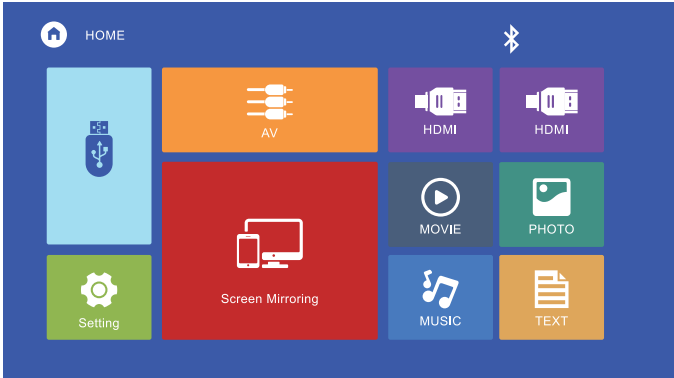 HOME
AV
HDMI
HDMI
MOVIE
PHOTO
Setting
Screen Mirroring
MUSIC
TEXT